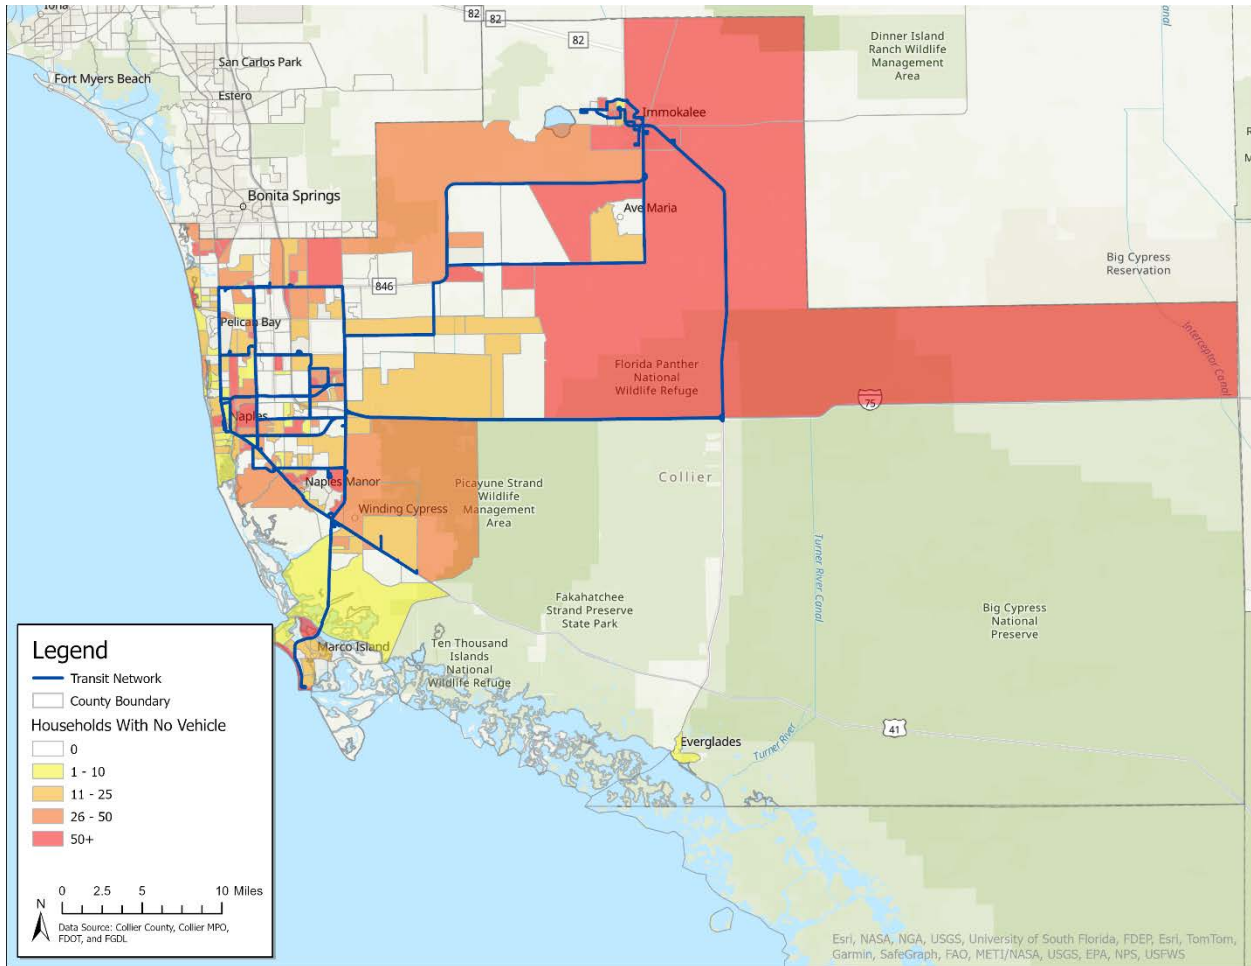 Iona
82
82
82
Dinner Island
Ranch Wildlife
Management
Area
San Carlos Park
Fort Myers Beach
Estero
Immokalee
Canal
R
M
Bonita Springs
Ave Maria
Big Cypress
Reservation
846
Pelican Bay
Interceptor Canal
Florida Panther
National
Wildlife Refuge
75
Naples
Collier
Naples Manor
Picayune Strand
Wildlife
Management
Area
Winding Cypress
Turner River Canal
Fakahatchee
Strand Preserve
State Park
Big Cypress
National
Preserve
Marco Island
Ten Thousand
Islands
National
Wildlife Refuge
Everglades
Turner River
41
Legend
Transit Network
County Boundary
Households With No Vehicle
0
1 - 10
11 - 25
26 - 50
50+
0 2.5 5 10 Miles
N
Data Source: Collier County, Collier MPO,
FDOT, and FGDL
Esri, NASA, NGA, USGS, University of South Florida, FDEP, Esri, TomTom,
Garmin, SafeGraph, FAO, METI/NASA, USGS, EPA, NPS, USFWS